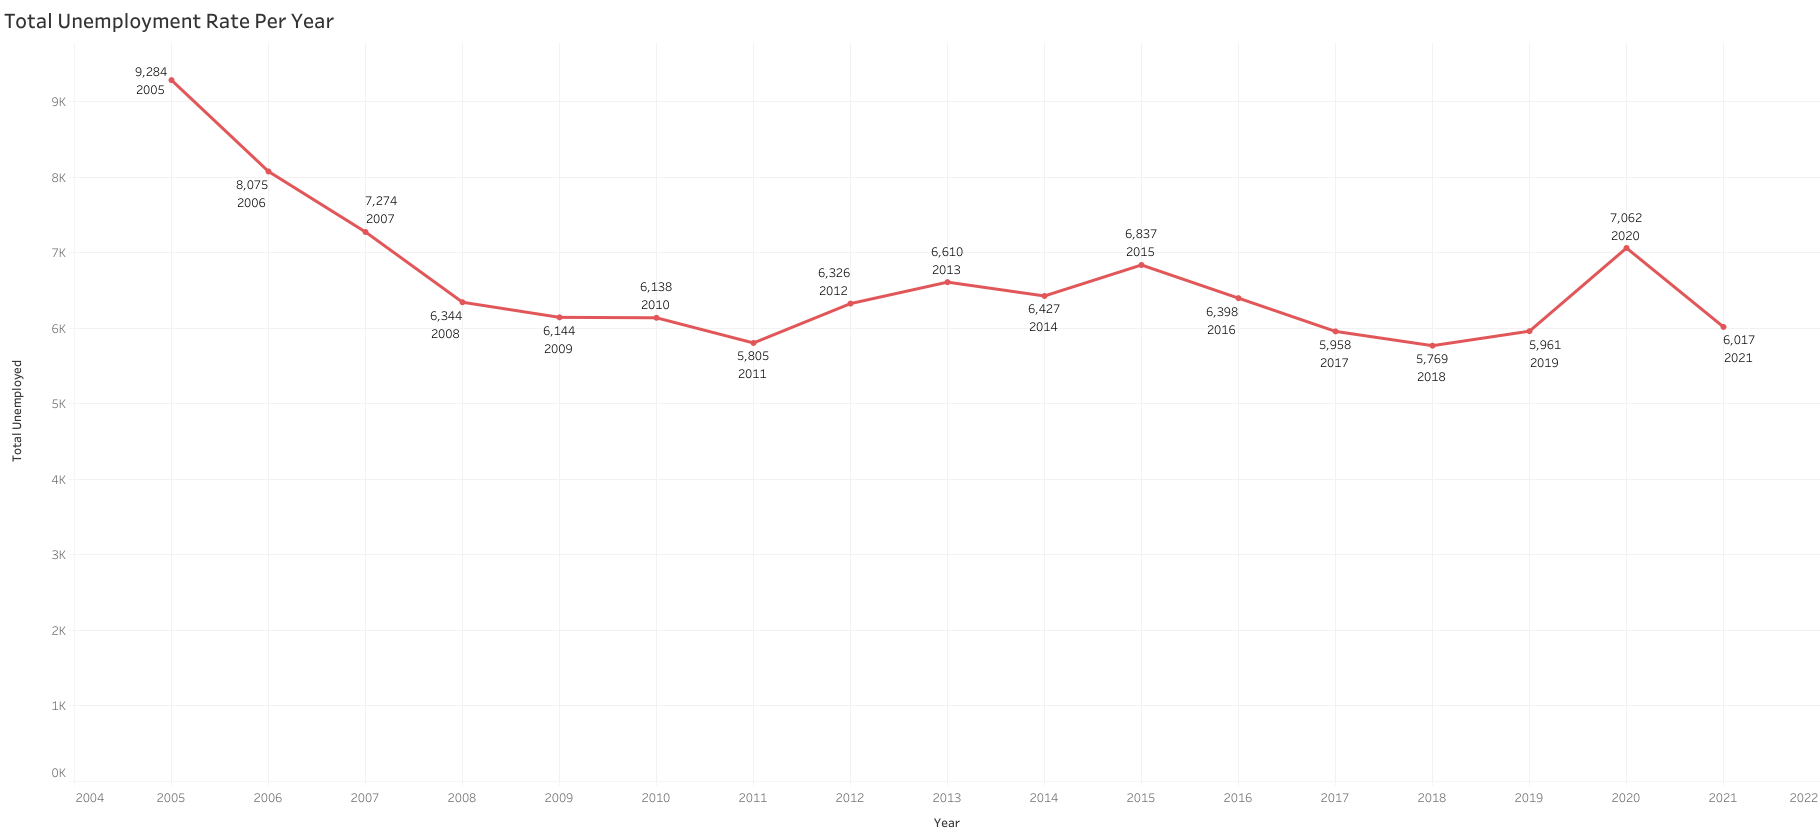 Total Unemployment Rate Per Year
9,284
2005
9K
8K
8,075
2006
7,274
2007
7,062
2020
7K
6,837
2015
6,610
2013
6,326
2012
6,138
2010
6,344
2008
6,144
2009
5,805
2011
6,427
2014
6,398
2016
5,958
2017
5,769
2018
5,961
2019
6,017
2021
6K
5K
4K
3K
2K
1K
0K
Total Unemployed
2004 2005 2006 2007 2008 2009 2010 2011 2012 2013 2014 2015 2016 2017 2018 2019 2020 2021 2022
Year